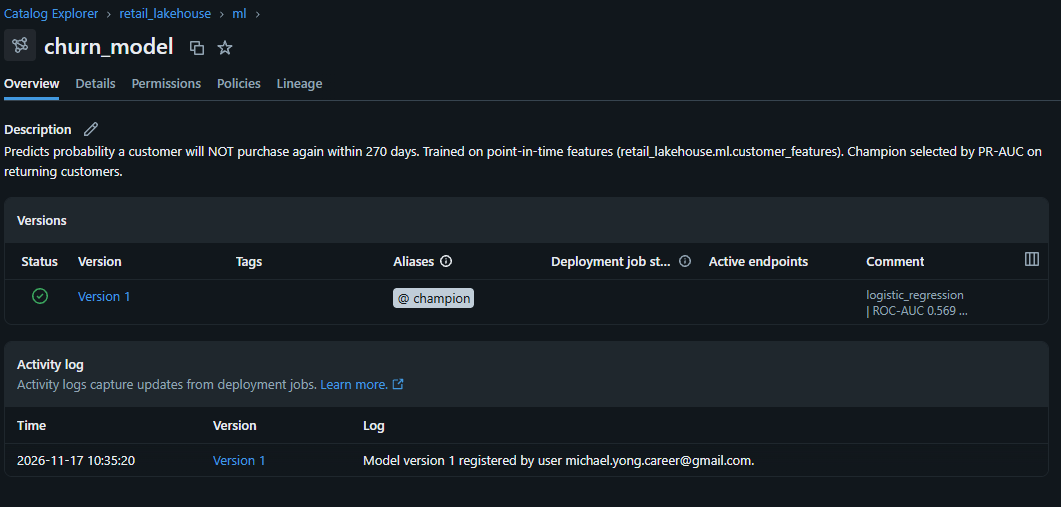 Catalog Explorer > retail_lakehouse > ml >
churn_model
Overview Details Permissions Policies Lineage
Description
Predicts probability a customer will NOT purchase again within 270 days. Trained on point-in-time features (retail_lakehouse.ml.customer_features). Champion selected by PR-AUC on
returning customers.
Versions
Status Version Tags Aliases Deployment job st... Active endpoints Comment
Version 1 @ champion logistic_regression
| ROC-AUC 0.569 ...
Activity log
Activity logs capture updates from deployment jobs. Learn more.
Time Version Log
2026-11-17 10:35:20 Version 1 Model version 1 registered by user michael.yong.career@gmail.com.